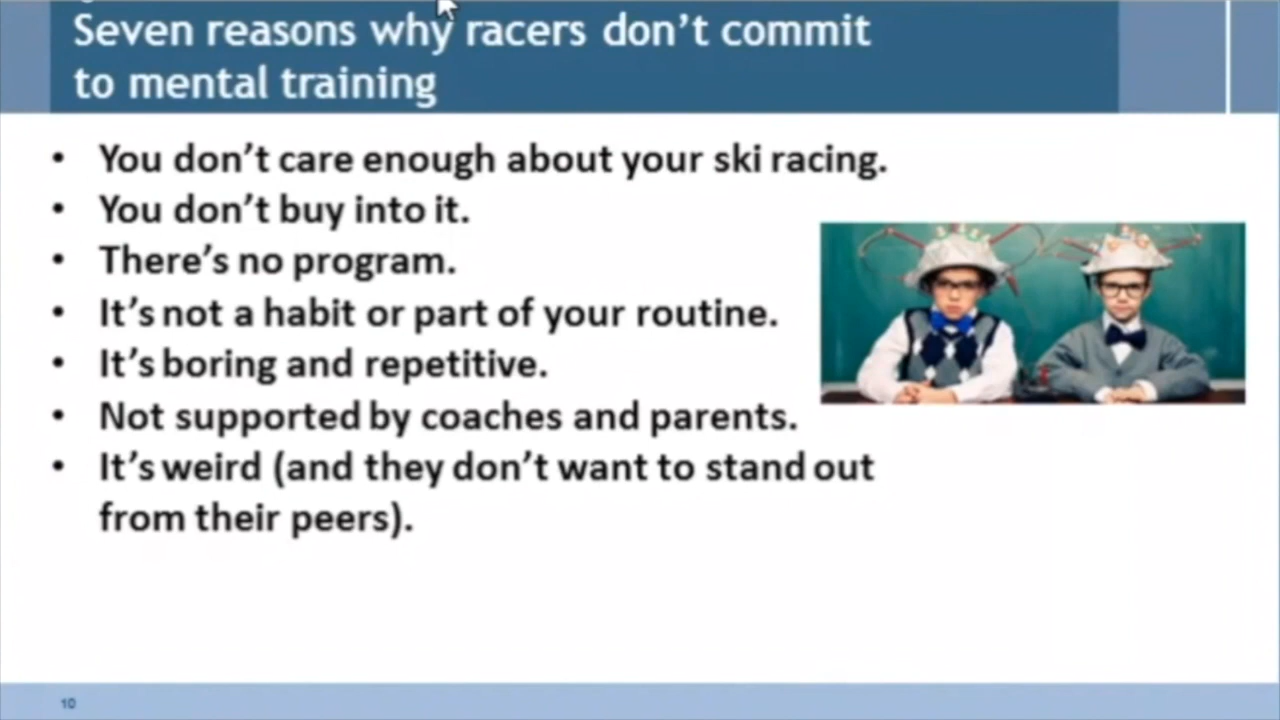 Seven reasons why racers don’t commit
to mental training
• You don’t care enough about your ski racing.
• You don’t buy into it.
• There’s no program.
• It’s not a habit or part of your routine.
• It’s boring and repetitive.
• Not supported by coaches and parents.
• It’s weird (and they don’t want to stand out
from their peers).
10